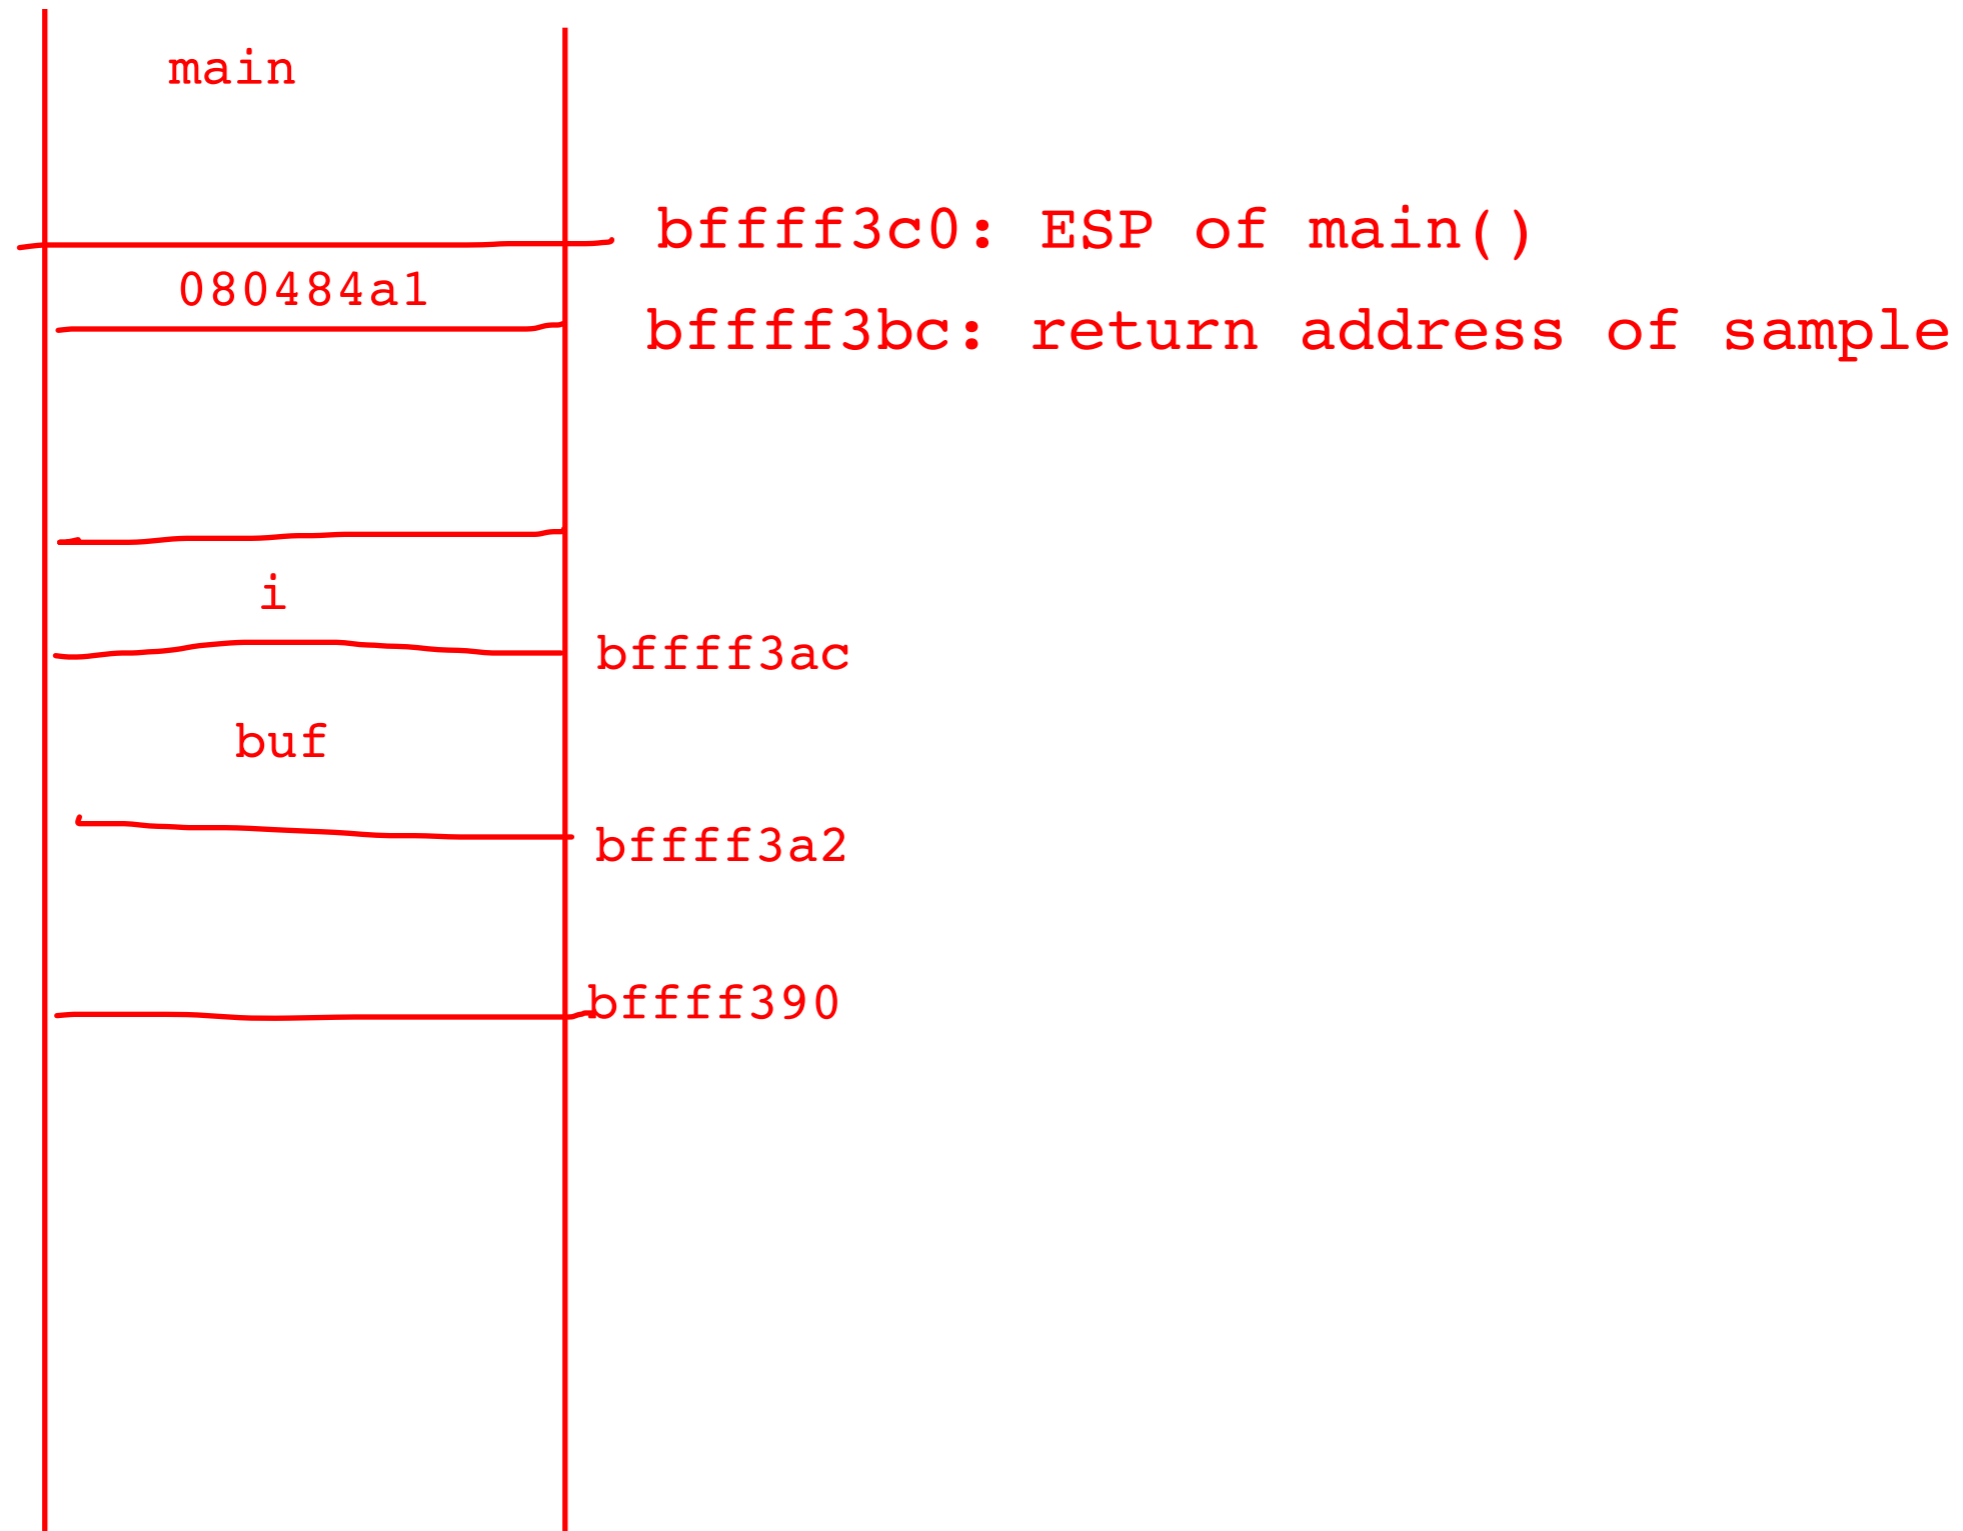 main
bffff3c0: ESP of main()
080484a1
bffff3bc: return address of sample
i
bffff3ac
buf
bffff3a2
bffff390